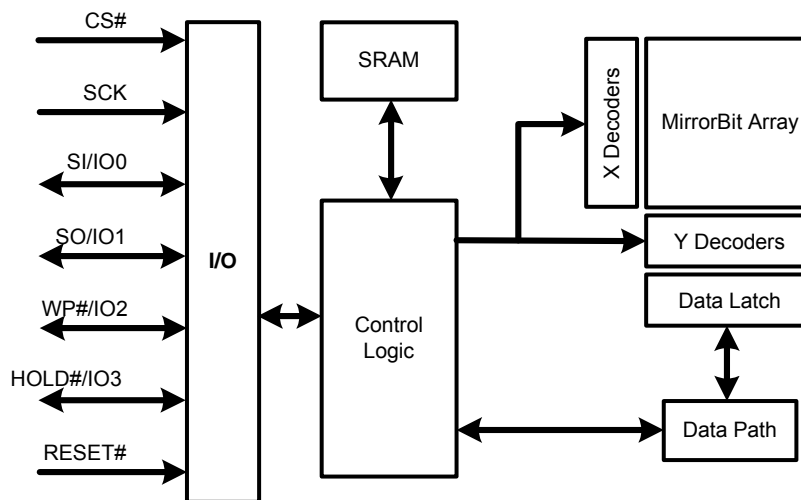 CS#
SCK
SI/IO0
SO/IO1
WP#/IO2
HOLD#/IO3
RESET#
I/O
SRAM
Control
Logic
X Decoders
MirrorBit Array
Y Decoders
Data Latch
Data Path